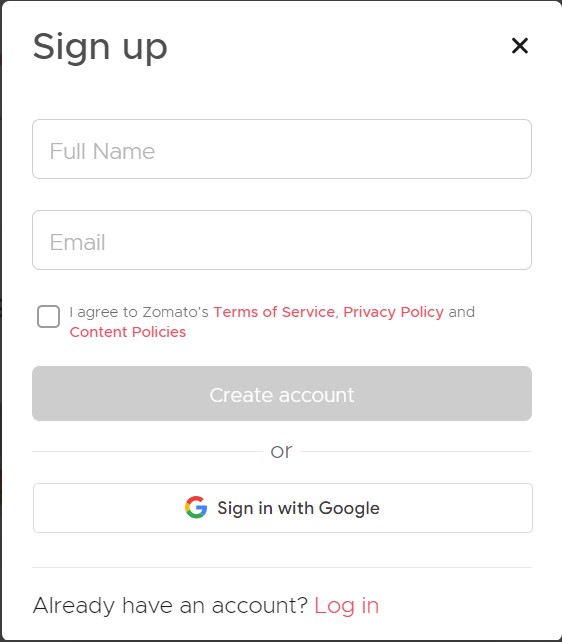 Sign up
Full Name
Email
I agree to Zomato's Terms of Service, Privacy Policy and
Content Policies
Create account
or
Sign in with Google
Already have an account? Log in